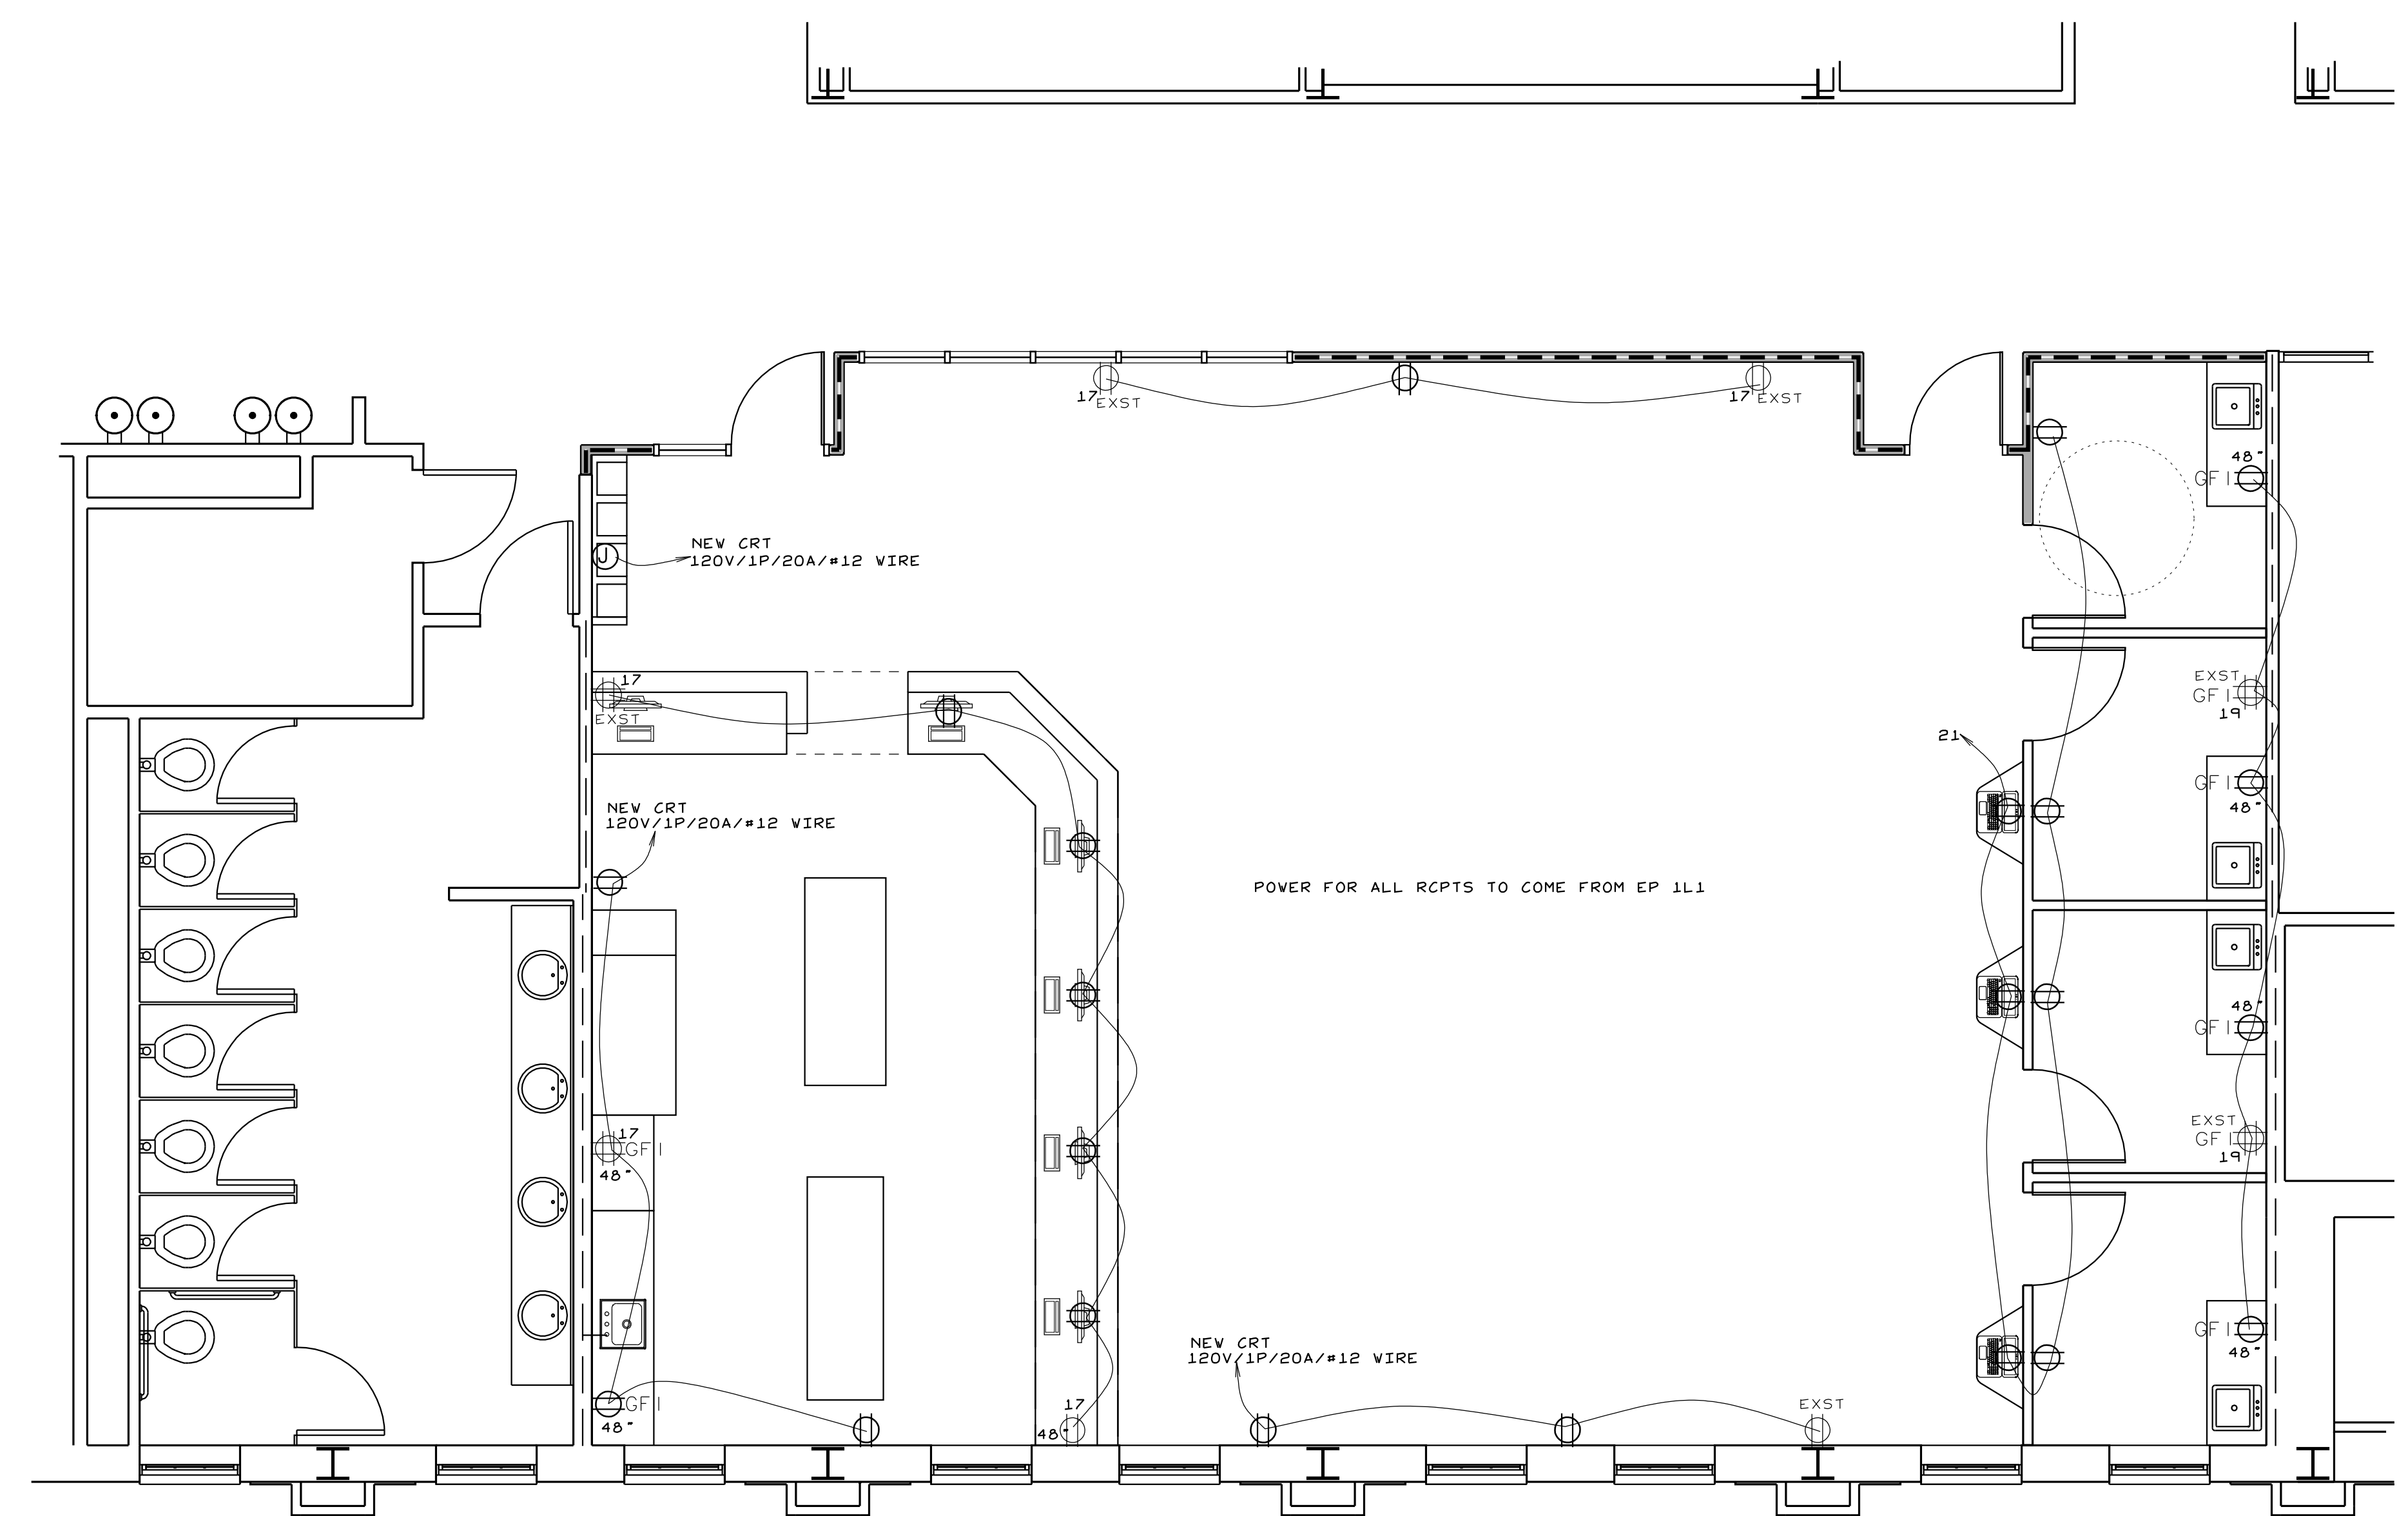 17 EXST
17 EXST
48"
GFI
NEW CRT
120V/1P/20A/#12 WIRE
J
17
EXST
EXST
GFI
19
21
GFI
48"
NEW CRT
120V/1P/20A/#12 WIRE
POWER FOR ALL RCPTS TO COME FROM EP 1L1
48"
GFI
17
GFI
48"
EXST
GFI
19
GFI
48"
NEW CRT
120V/1P/20A/#12 WIRE
GFI
48"
17
48"
EXST